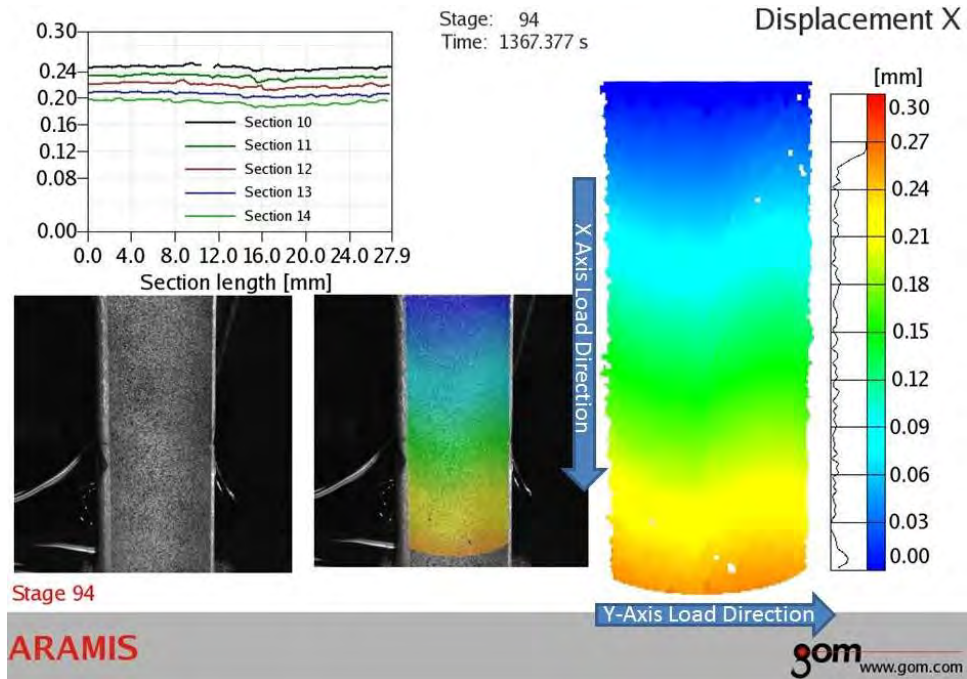 Stage: 94
Time: 1367.377 s
Displacement X
0.30
0.24
0.20
0.16
0.12
0.08
0.00
Section 10
Section 11
Section 12
Section 13
Section 14
0.0 4.0 8.0 12.0 16.0 20.0 24.0 27.9
Section length [mm]
X Axis Load Direction
[mm]
0.30
0.27
0.24
0.21
0.18
0.15
0.12
0.09
0.06
0.03
0.00
Stage 94
Y-Axis Load Direction
ARAMIS
gom
www.gom.com